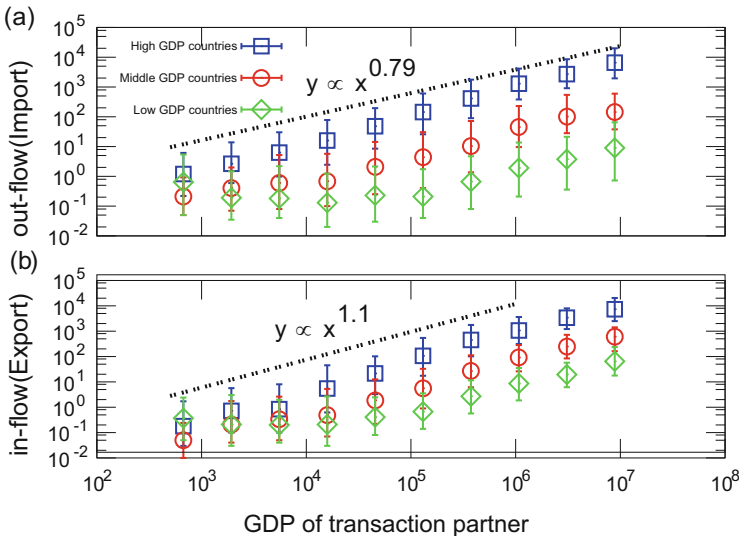 (a)
out-flow(Import)
10^5
10^4
10^3
10^2
10^1
10^0
10^-1
10^-2
High GDP countries
Middle GDP countries
Low GDP countries
y ∝ x^0.79
(b)
in-flow(Export)
10^5
10^4
10^3
10^2
10^1
10^0
10^-1
10^-2
y ∝ x^1.1
10^2 10^3 10^4 10^5 10^6 10^7 10^8
GDP of transaction partner